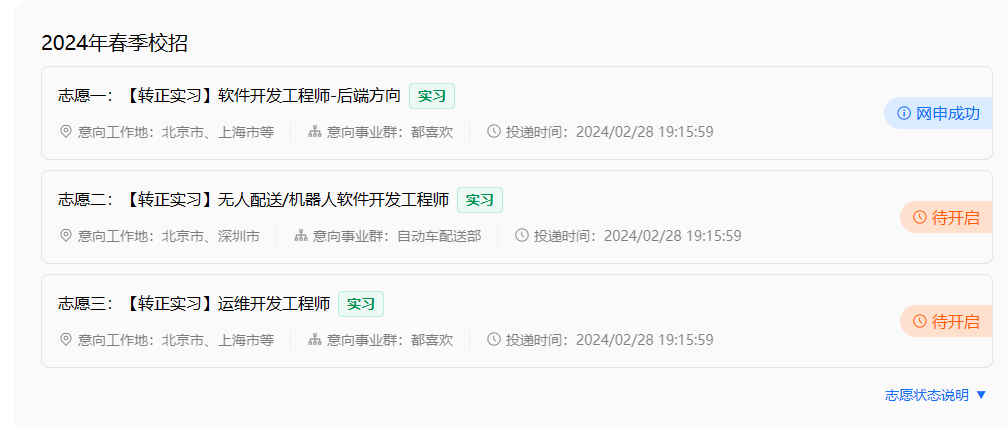 2024年春季校招
志愿一：【转正实习】软件开发工程师-后端方向 实习
意向工作地：北京市、上海市等 意向事业群：都喜欢 投递时间：2024/02/28 19:15:59
网申成功
志愿二：【转正实习】无人配送/机器人软件开发工程师 实习
意向工作地：北京市、深圳市 意向事业群：自动车配送部 投递时间：2024/02/28 19:15:59
待开启
志愿三：【转正实习】运维开发工程师 实习
意向工作地：北京市、上海市等 意向事业群：都喜欢 投递时间：2024/02/28 19:15:59
待开启
志愿状态说明 ▼